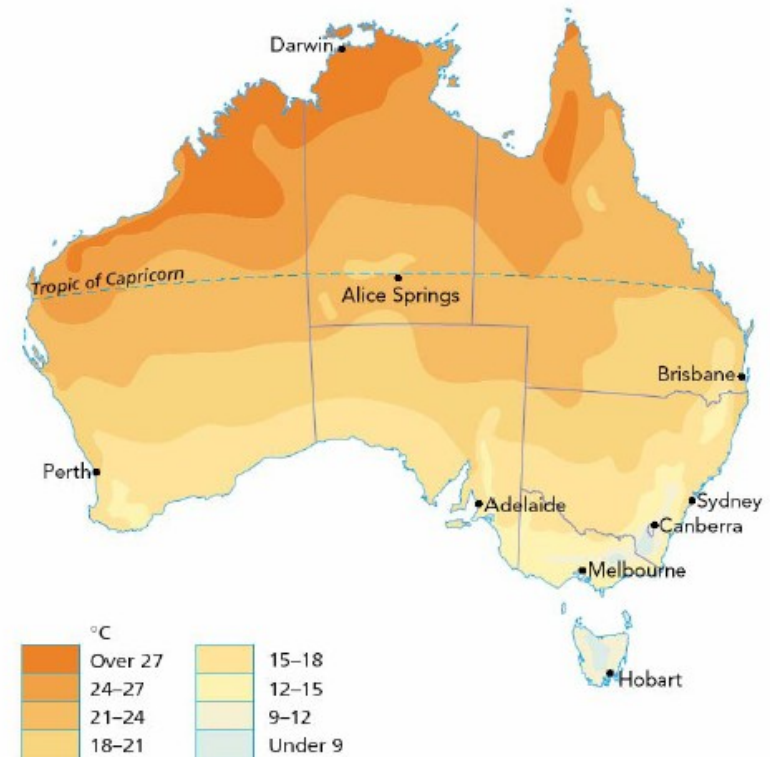 Darwin
Tropic of Capricorn
Alice Springs
Brisbane
Perth
Adelaide
Sydney
Canberra
Melbourne
Hobart
°C
Over 27
24–27
21–24
18–21
15–18
12–15
9–12
Under 9